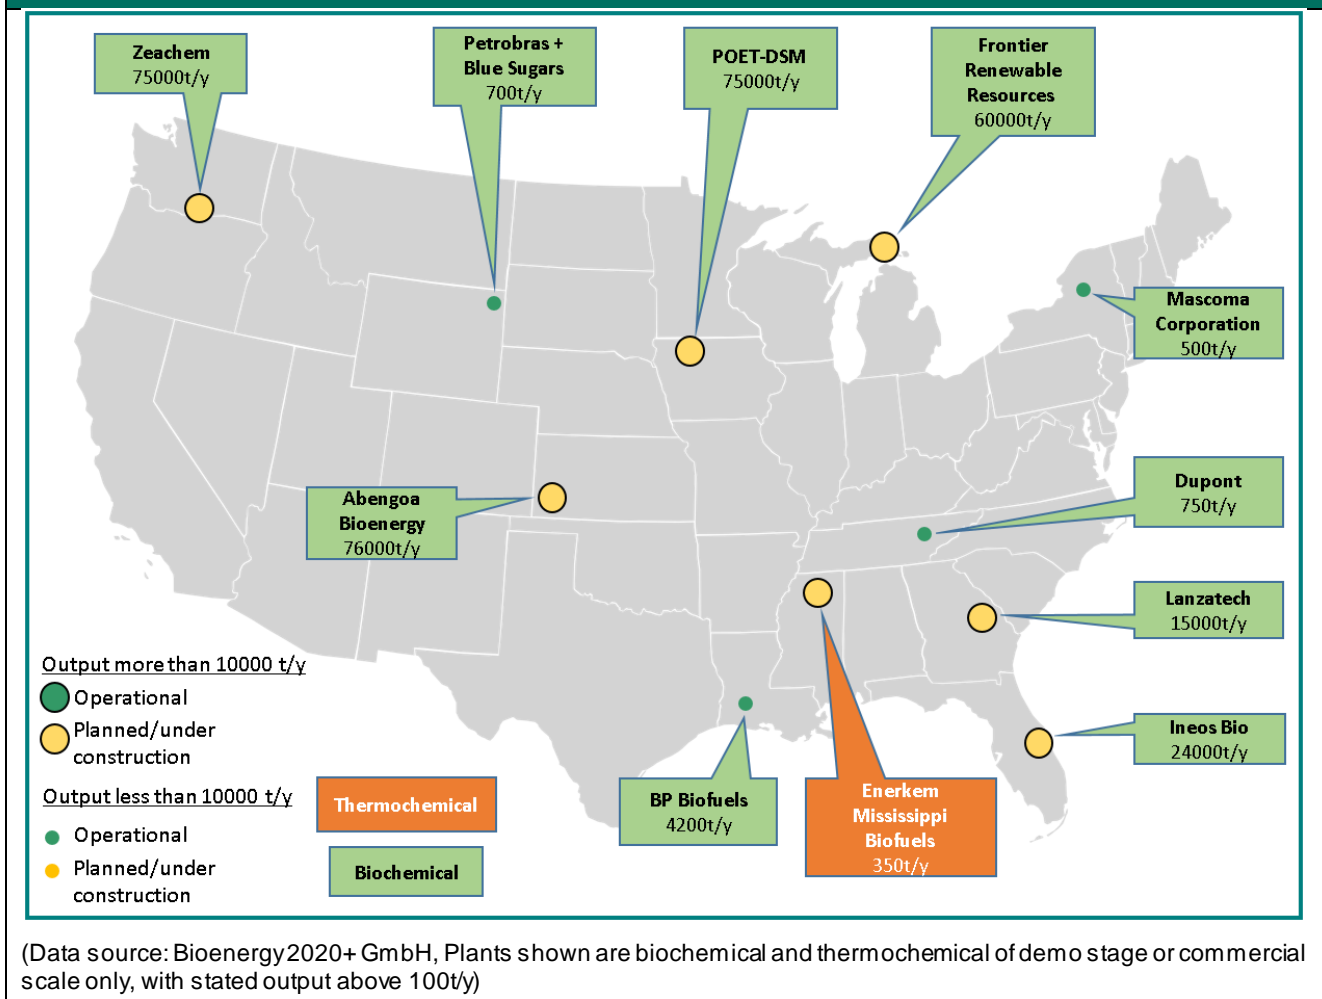 Zeachem
75000t/y
Petrobras +
Blue Sugars
700t/y
POET-DSM
75000t/y
Frontier
Renewable
Resources
60000t/y
Mascoma
Corporation
500t/y
Dupont
750t/y
Abengoa
Bioenergy
76000t/y
Lanzatech
15000t/y
Ineos Bio
24000t/y
BP Biofuels
4200t/y
Enerkem
Mississippi
Biofuels
350t/y
Output more than 10000 t/y
Operational
Planned/under
construction
Output less than 10000 t/y
Operational
Planned/under
construction
Thermochemical
Biochemical
(Data source: Bioenergy2020+ GmbH, Plants shown are biochemical and thermochemical of demo stage or commercial
scale only, with stated output above 100t/y)